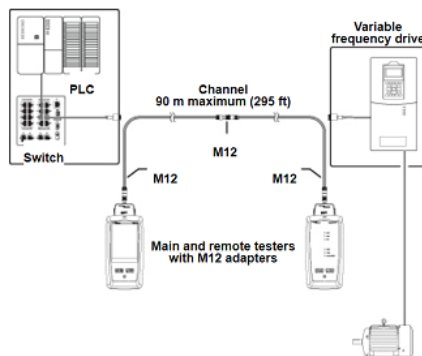 Variable
frequency drive
PLC
Channel
90 m maximum (295 ft)
M12
Switch
M12
M12
Main and remote testers
with M12 adapters